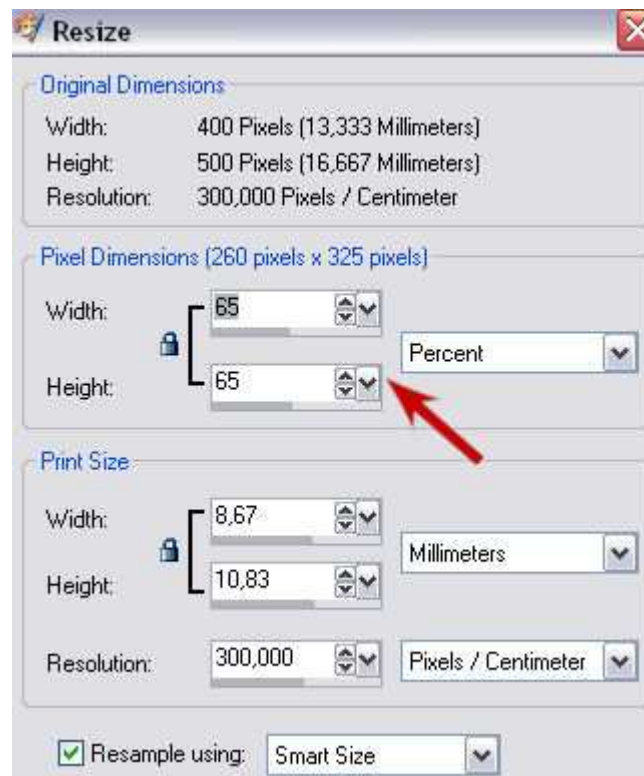 Resize
Original Dimensions
Width: 400 Pixels (13,333 Millimeters)
Height: 500 Pixels (16,667 Millimeters)
Resolution: 300,000 Pixels / Centimeter
Pixel Dimensions (260 pixels x 325 pixels)
Width: 65
Percent
Height: 65
Print Size
Width: 8,67
Millimeters
Height: 10,83
Resolution: 300,000 Pixels / Centimeter
Resample using: Smart Size